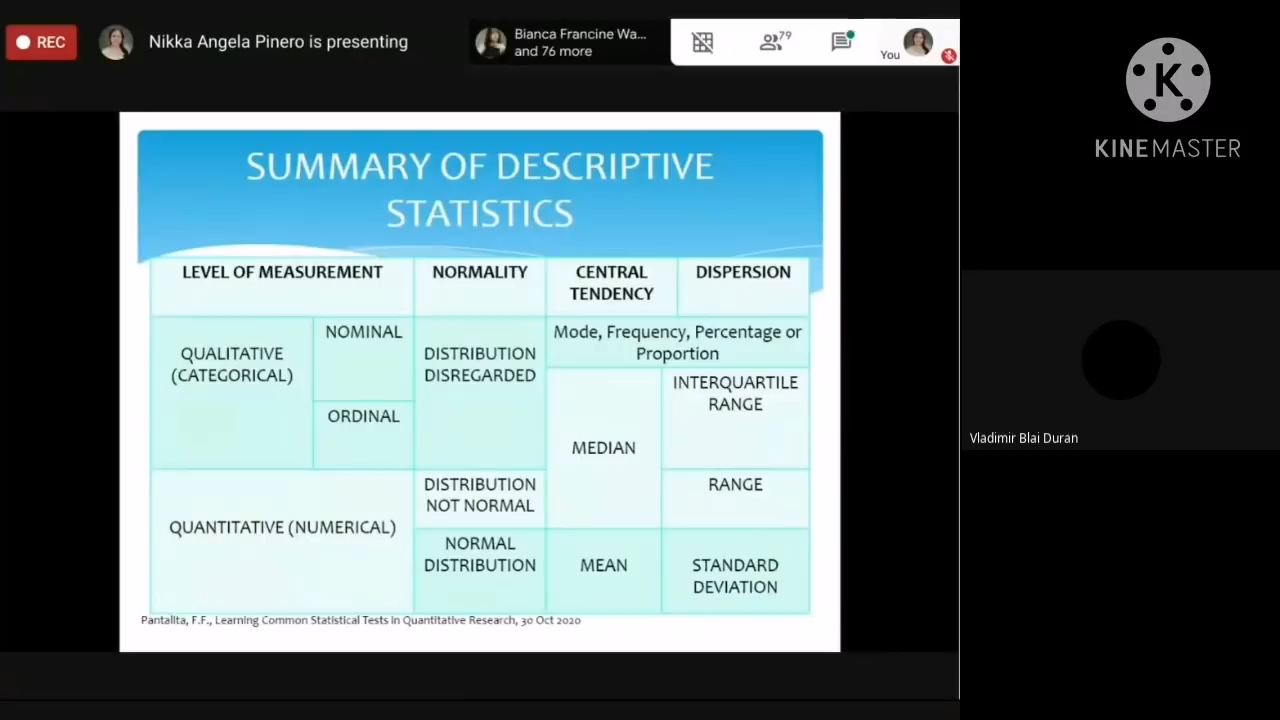 REC
Nikka Angela Pinero is presenting
Bianca Francine Wa...
and 76 more
79
You
K
KINEMASTER
SUMMARY OF DESCRIPTIVE
STATISTICS
LEVEL OF MEASUREMENT
NORMALITY
CENTRAL
TENDENCY
DISPERSION
QUALITATIVE
(CATEGORICAL)
NOMINAL
ORDINAL
DISTRIBUTION
DISREGARDED
Mode, Frequency, Percentage or
Proportion
MEDIAN
INTERQUARTILE
RANGE
QUANTITATIVE (NUMERICAL)
DISTRIBUTION
NOT NORMAL
RANGE
NORMAL
DISTRIBUTION
MEAN
STANDARD
DEVIATION
Pantalita, F.F., Learning Common Statistical Tests in Quantitative Research, 30 Oct 2020
Vladimir Blai Duran